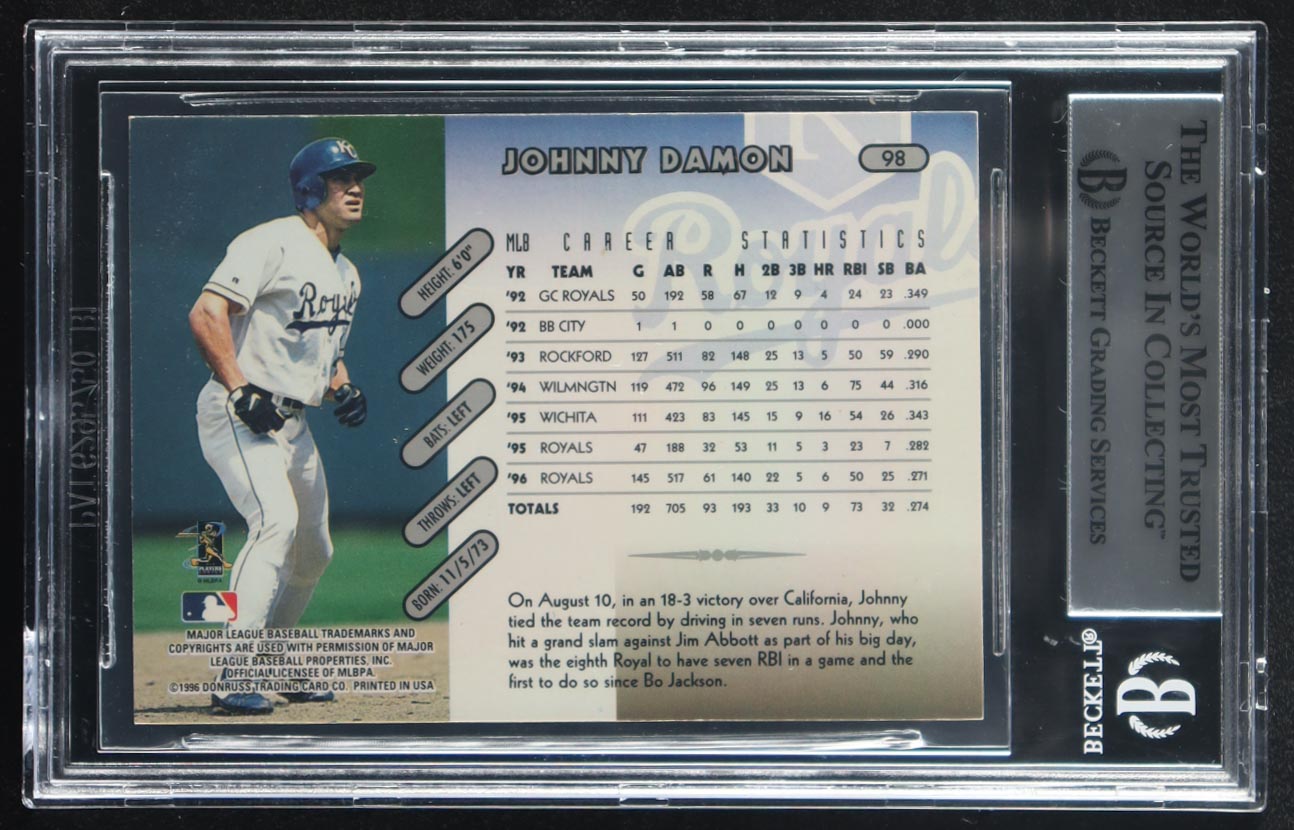 JOHNNY DAMON
98
MLB CAREER STATISTICS
YR TEAM G AB R H 2B 3B HR RBI SB BA
'92 GC ROYALS 50 192 58 67 12 9 4 24 23 .349
'92 BB CITY 1 1 0 0 0 0 0 0 0 .000
'93 ROCKFORD 127 511 82 148 25 13 5 50 59 .290
'94 WILMNGTN 119 472 96 149 25 13 6 75 44 .316
'95 WICHITA 111 423 83 145 15 9 16 54 26 .343
'95 ROYALS 47 188 32 53 11 5 3 23 7 .282
'96 ROYALS 145 517 61 140 22 5 6 50 25 .271
TOTALS 192 705 93 193 33 10 9 73 32 .274
On August 10, in an 18-3 victory over California, Johnny
tied the team record by driving in seven runs. Johnny, who
hit a grand slam against Jim Abbott as part of his big day,
was the eighth Royal to have seven RBI in a game and the
first to do so since Bo Jackson.
HEIGHT: 6'0"
WEIGHT: 175
BATS: LEFT
THROWS: LEFT
BORN: 11/5/73
Royals
KC
Royals
PLAYERS
MAJOR LEAGUE BASEBALL TRADEMARKS AND
COPYRIGHTS ARE USED WITH PERMISSION OF MAJOR
LEAGUE BASEBALL PROPERTIES, INC.
OFFICIAL LICENSEE OF MLBPA.
©1996 DONRUSS TRADING CARD CO. PRINTED IN USA
THE WORLD'S MOST TRUSTED
SOURCE IN COLLECTING™
B BECKETT GRADING SERVICES
BECKETT®
B